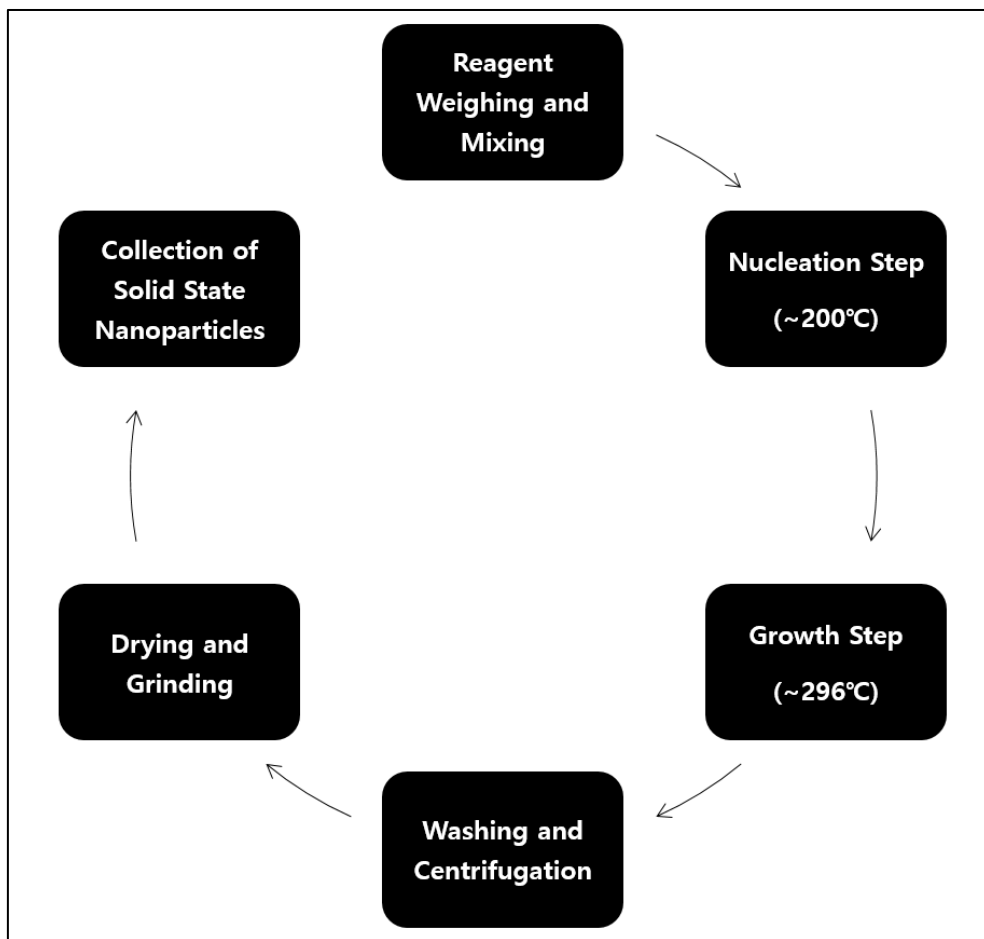 Reagent
Weighing and
Mixing
Nucleation Step
(~200℃)
Growth Step
(~296℃)
Washing and
Centrifugation
Drying and
Grinding
Collection of
Solid State
Nanoparticles